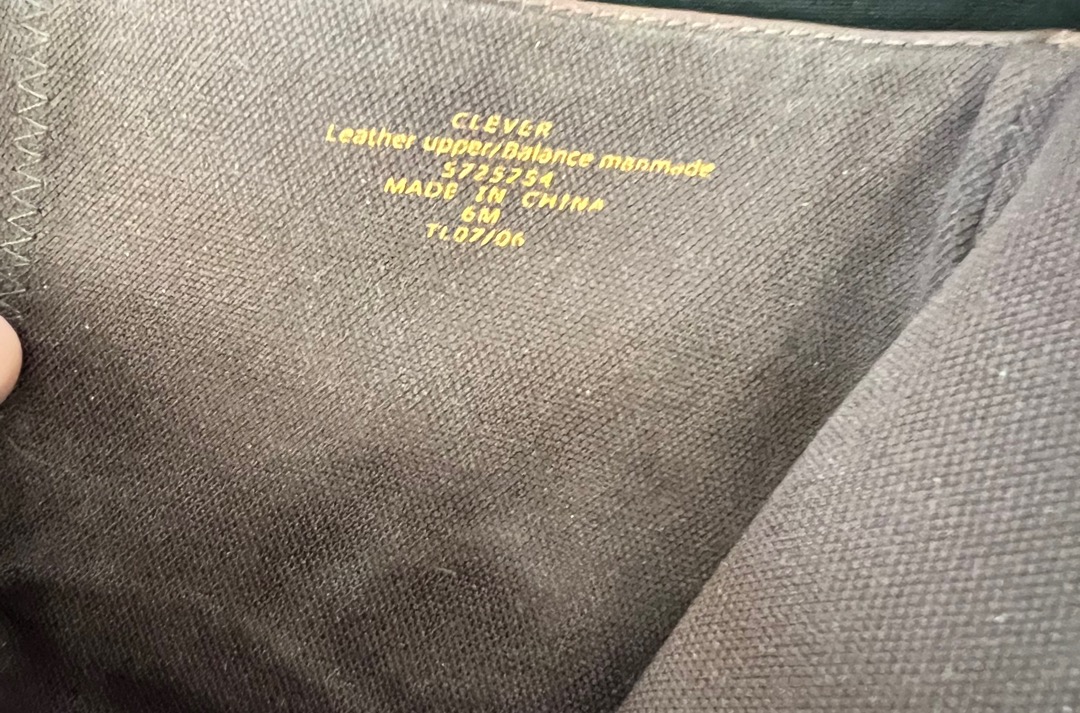 CLEVER
Leather upper/Balance manmade
5725754
MADE IN CHINA
6M
TL07/06